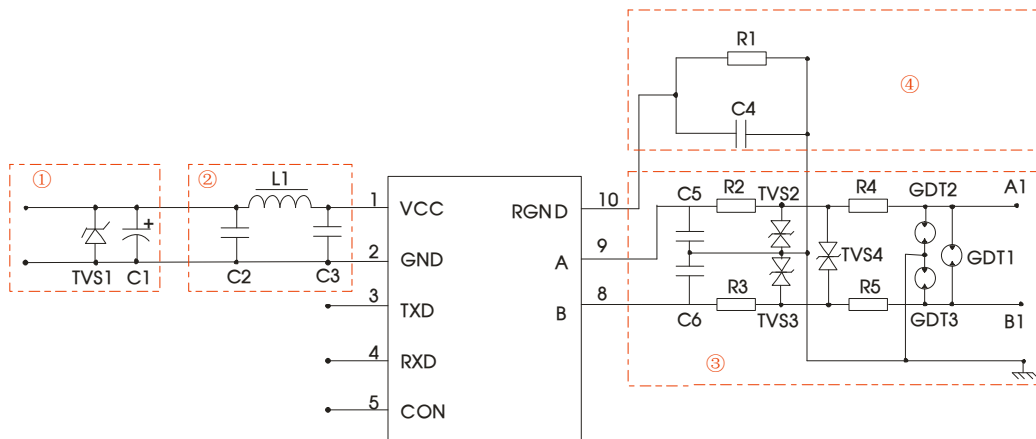 R1
④
C4
①
②
L1
③
C5
R2
TVS2
R4
GDT2
A1
1
VCC
RGND
10
9
TVS4
GDT1
2
GND
A
TVS1
C1
C2
C3
3
TXD
B
8
C6
R3
TVS3
R5
GDT3
B1
4
RXD
5
CON